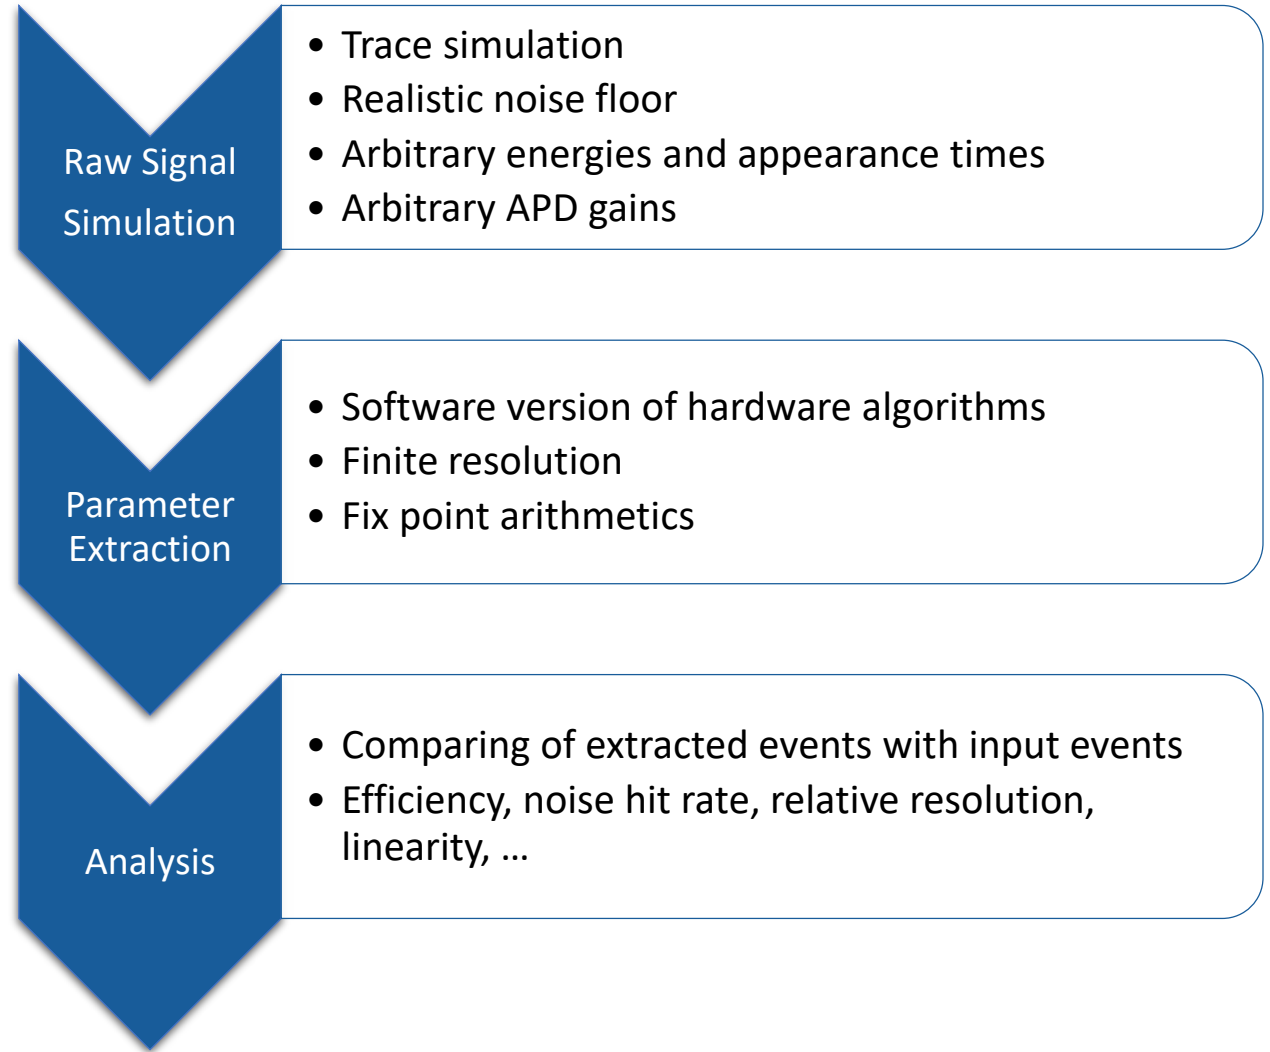 Raw Signal
Simulation
• Trace simulation
• Realistic noise floor
• Arbitrary energies and appearance times
• Arbitrary APD gains
Parameter
Extraction
• Software version of hardware algorithms
• Finite resolution
• Fix point arithmetics
Analysis
• Comparing of extracted events with input events
• Efficiency, noise hit rate, relative resolution,
linearity, ...